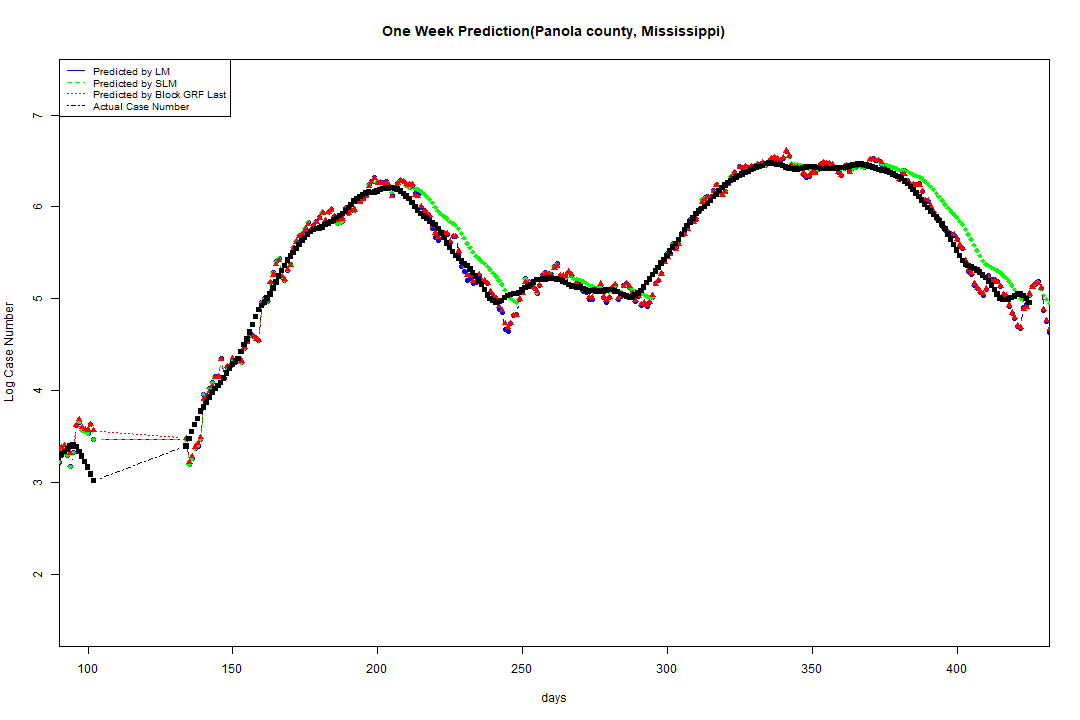 One Week Prediction(Panola county, Mississippi)
Predicted by LM
Predicted by SLM
Predicted by Block GRF Last
Actual Case Number
7
6
5
4
3
2
Log Case Number
100 150 200 250 300 350 400
days